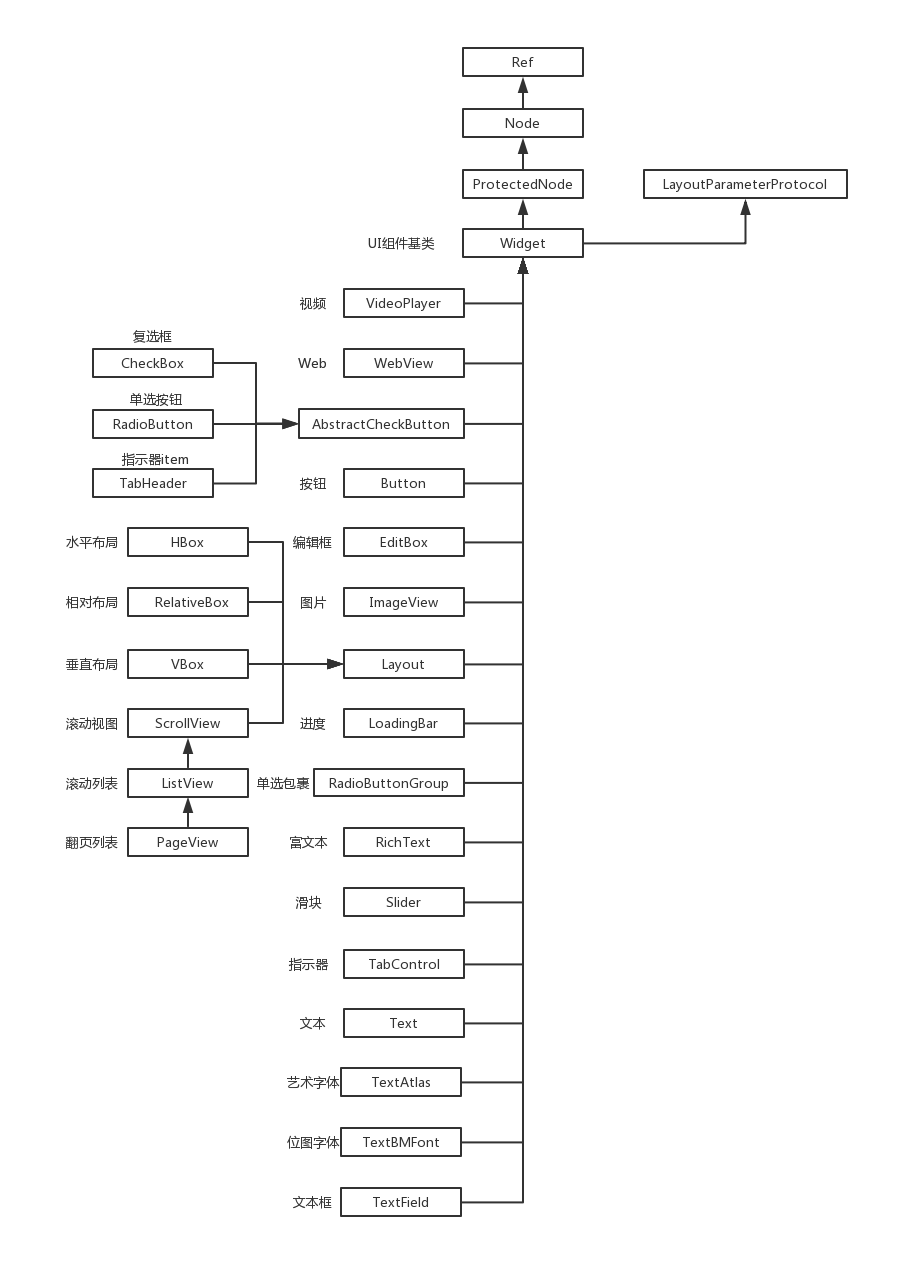 Ref
Node
ProtectedNode
LayoutParameterProtocol
UI组件基类
Widget
视频
VideoPlayer
复选框
CheckBox
Web
WebView
单选按钮
RadioButton
AbstractCheckButton
指示器item
TabHeader
按钮
Button
水平布局
HBox
编辑框
EditBox
相对布局
RelativeBox
图片
ImageView
垂直布局
VBox
Layout
滚动视图
ScrollView
进度
LoadingBar
滚动列表
ListView
单选包裹
RadioButtonGroup
翻页列表
PageView
富文本
RichText
滑块
Slider
指示器
TabControl
文本
Text
艺术字体
TextAtlas
位图字体
TextBMFont
文本框
TextField